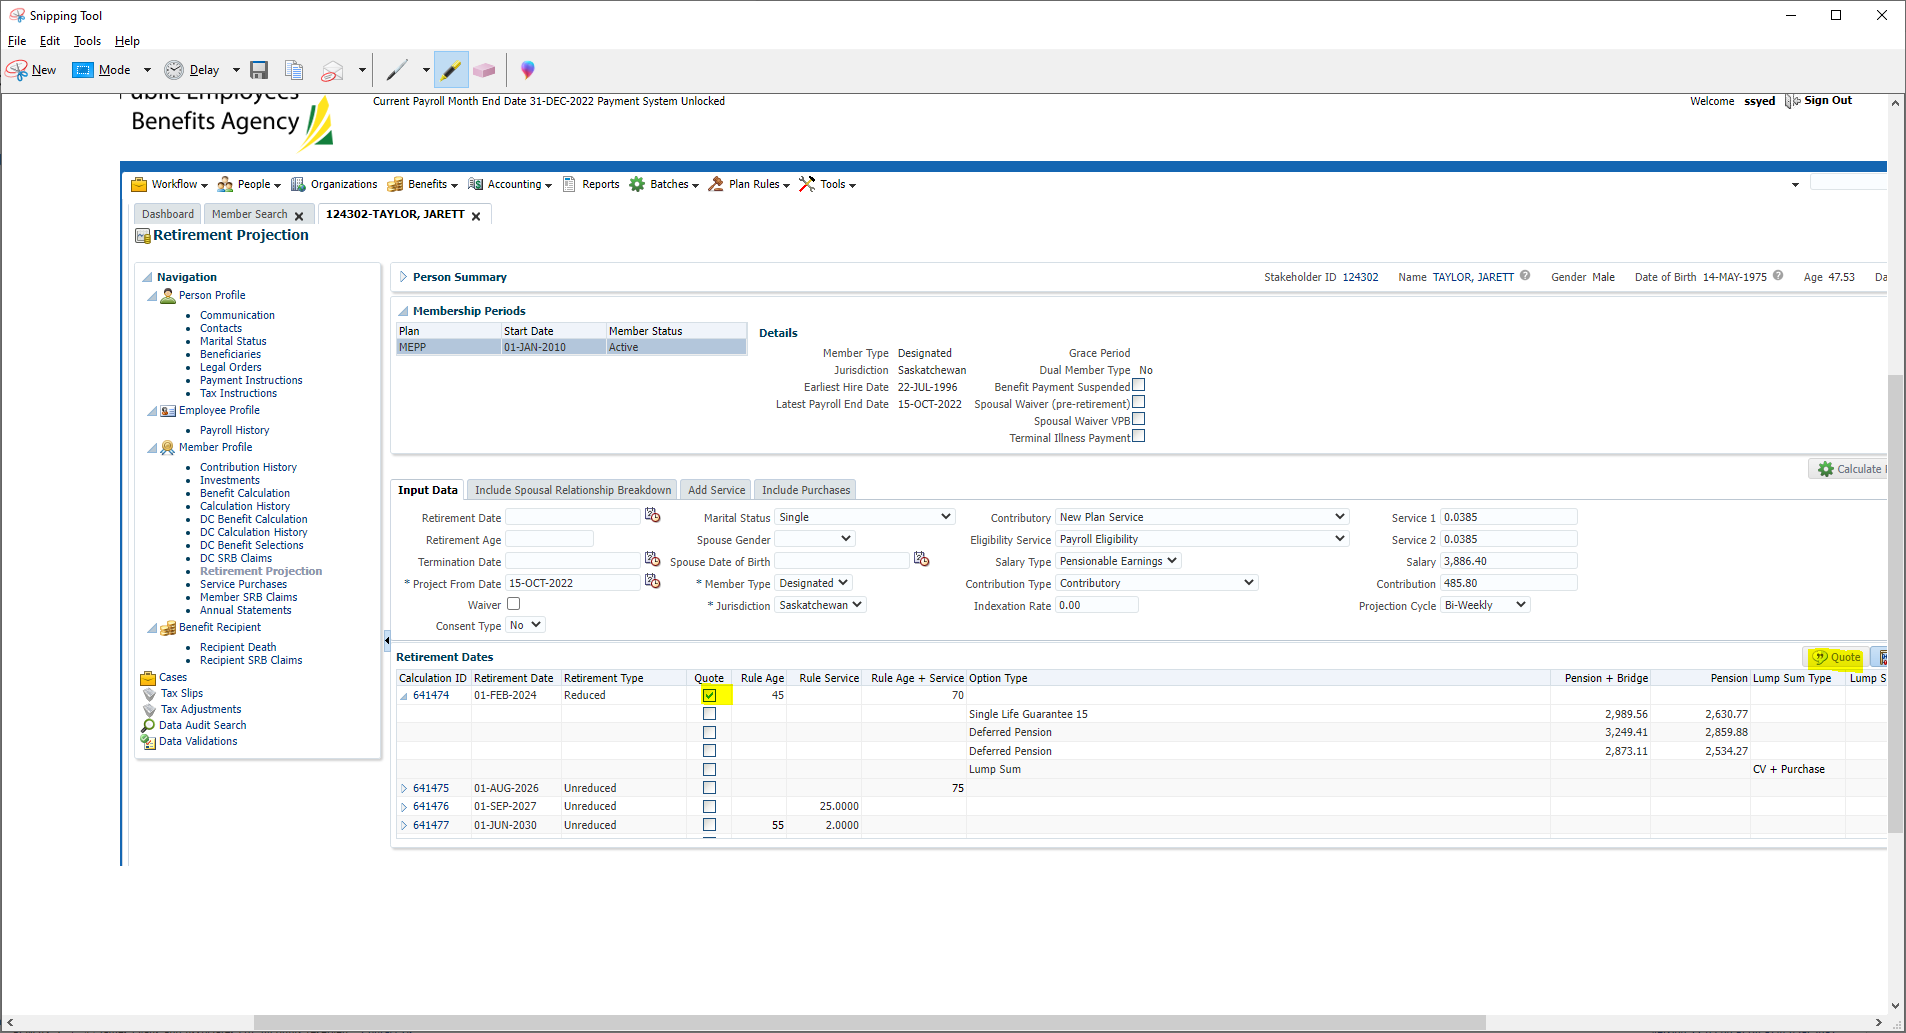 Snipping Tool
File Edit Tools Help
New Mode Delay
Public Employees
Benefits Agency
Current Payroll Month End Date 31-DEC-2022 Payment System Unlocked
Welcome ssyed Sign Out
Workflow People Organizations Benefits Accounting Reports Batches Plan Rules Tools
Dashboard Member Search 124302-TAYLOR, JARETT
Retirement Projection
Navigation
Person Profile
Communication
Contacts
Marital Status
Beneficiaries
Legal Orders
Payment Instructions
Tax Instructions
Employee Profile
Payroll History
Member Profile
Contribution History
Investments
Benefit Calculation
Calculation History
DC Benefit Calculation
DC Calculation History
DC Benefit Selections
DC SRB Claims
Retirement Projection
Service Purchases
Member SRB Claims
Annual Statements
Benefit Recipient
Recipient Death
Recipient SRB Claims
Cases
Tax Slips
Tax Adjustments
Data Audit Search
Data Validations
Person Summary Stakeholder ID 124302 Name TAYLOR, JARETT Gender Male Date of Birth 14-MAY-1975 Age 47.53 Da
Membership Periods
Plan Start Date Member Status
MEPP 01-JAN-2010 Active
Details
Member Type Designated Grace Period
Jurisdiction Saskatchewan Dual Member Type No
Earliest Hire Date 22-JUL-1996 Benefit Payment Suspended
Latest Payroll End Date 15-OCT-2022 Spousal Waiver (pre-retirement)
Spousal Waiver VPB
Terminal Illness Payment
Calculate
Input Data Include Spousal Relationship Breakdown Add Service Include Purchases
Retirement Date Marital Status Single Contributory New Plan Service Service 1 0.0385
Retirement Age Spouse Gender Eligibility Service Payroll Eligibility Service 2 0.0385
Termination Date Spouse Date of Birth Salary Type Pensionable Earnings Salary 3,886.40
* Project From Date 15-OCT-2022 * Member Type Designated Contribution Type Contributory Contribution 485.80
Waiver * Jurisdiction Saskatchewan Indexation Rate 0.00 Projection Cycle Bi-Weekly
Consent Type No
Retirement Dates Quote
Calculation ID Retirement Date Retirement Type Quote Rule Age Rule Service Rule Age + Service Option Type Pension + Bridge Pension Lump Sum Type Lump S
641474 01-FEB-2024 Reduced 45 70
Single Life Guarantee 15 2,989.56 2,630.77
Deferred Pension 3,249.41 2,859.88
Deferred Pension 2,873.11 2,534.27
Lump Sum CV + Purchase
641475 01-AUG-2026 Unreduced 75
641476 01-SEP-2027 Unreduced 25.0000
641477 01-JUN-2030 Unreduced 55 2.0000